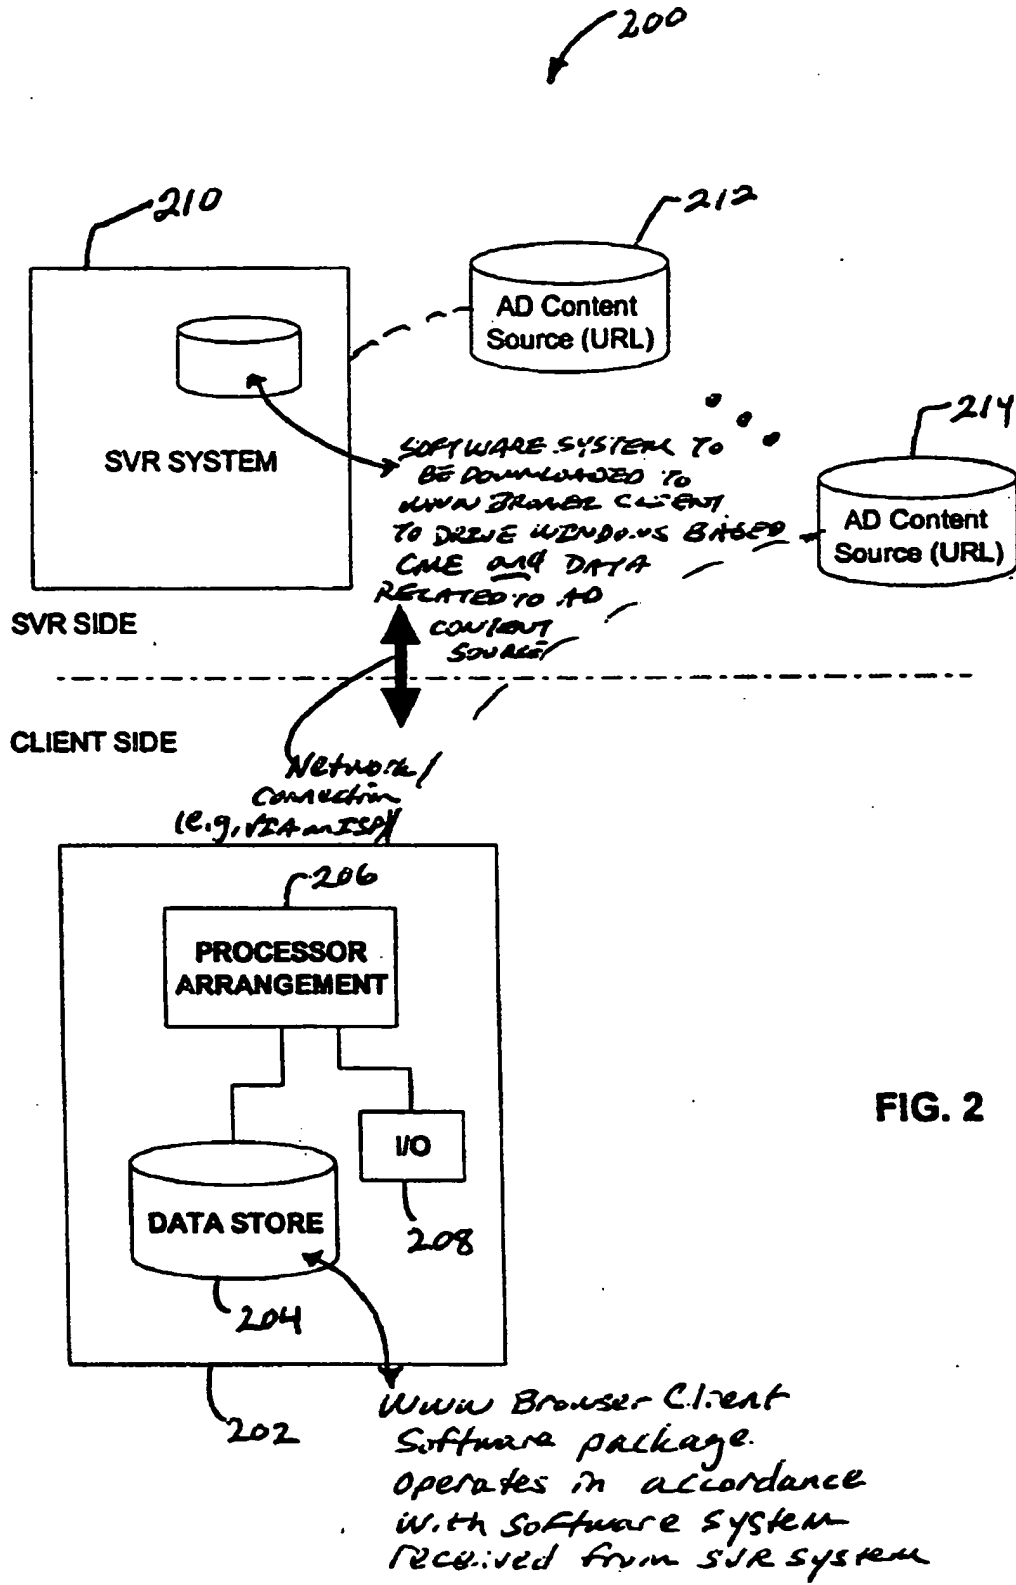 200
210
212
AD Content
Source (URL)
214
AD Content
Source (URL)
SVR SYSTEM
SOFTWARE SYSTEM TO
BE DOWNLOADED TO
WWW BROWSER CLIENT
TO DRIVE WINDOWS BASED
CME and DATA
RELATED TO AD
CONTENT
SOURCE
SVR SIDE
CLIENT SIDE
Network/
Connection
(e.g., VIA an ISP)
206
PROCESSOR
ARRANGEMENT
I/O
208
DATA STORE
204
202
FIG. 2
WWW Browser Client
Software package
operates in accordance
with software system
received from SVR system